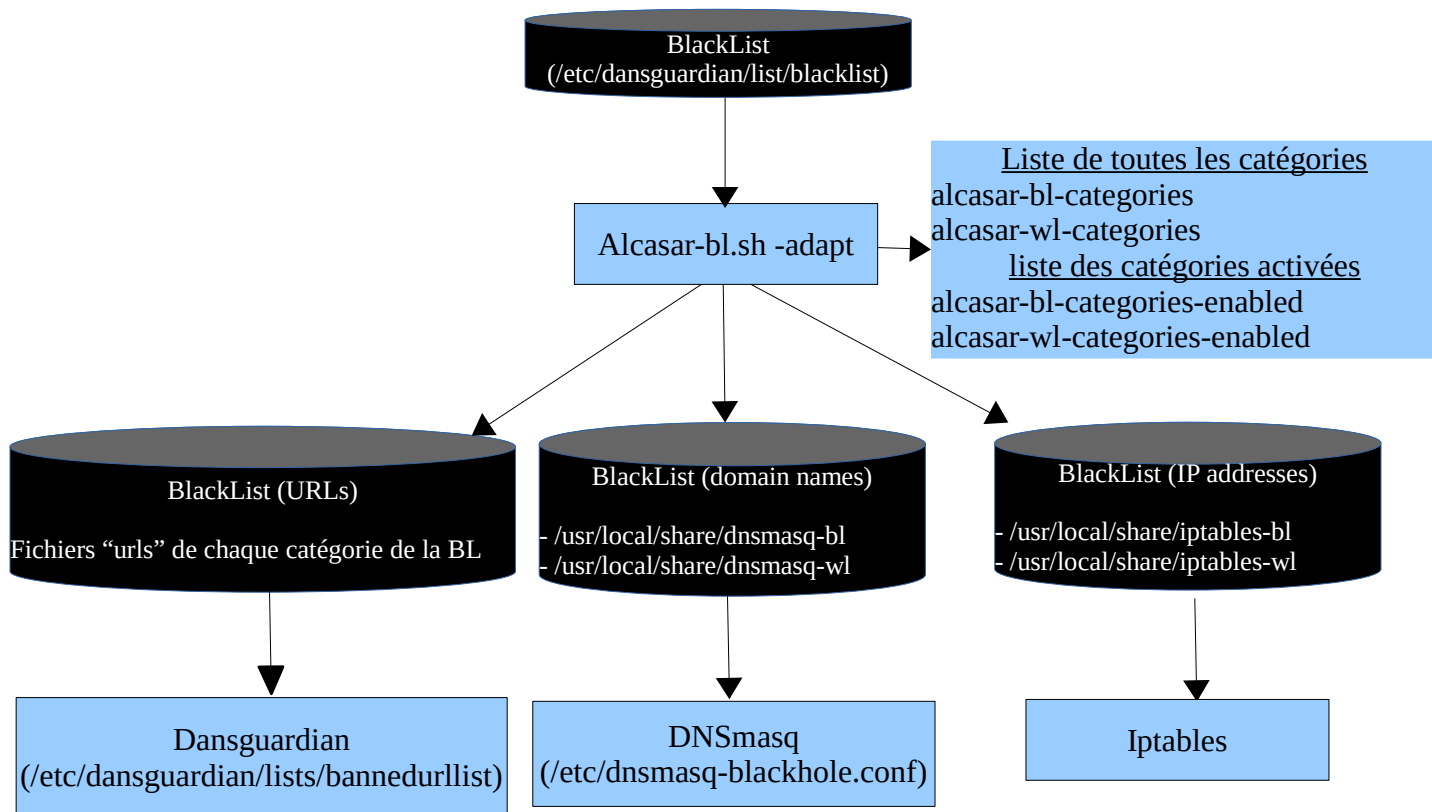 BlackList
(/etc/dansguardian/list/blacklist)
Liste de toutes les catégories
alcasar-bl-categories
alcasar-wl-categories
liste des catégories activées
alcasar-bl-categories-enabled
alcasar-wl-categories-enabled
Alcasar-bl.sh -adapt
BlackList (URLs)
Fichiers “urls” de chaque catégorie de la BL
BlackList (domain names)
- /usr/local/share/dnsmasq-bl
- /usr/local/share/dnsmasq-wl
BlackList (IP addresses)
- /usr/local/share/iptables-bl
- /usr/local/share/iptables-wl
Dansguardian
(/etc/dansguardian/lists/bannedurllist)
DNSmasq
(/etc/dnsmasq-blackhole.conf)
Iptables